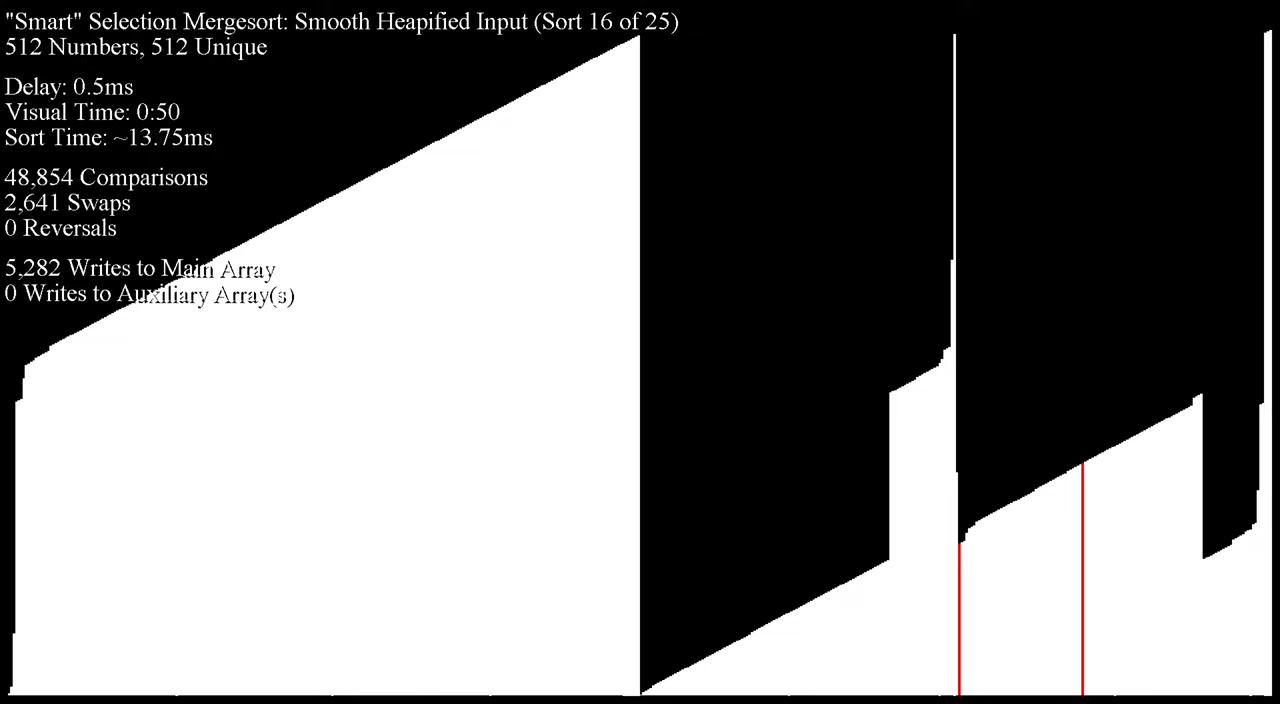 "Smart" Selection Mergesort: Smooth Heapified Input (Sort 16 of 25)
512 Numbers, 512 Unique
Delay: 0.5ms
Visual Time: 0:50
Sort Time: ~13.75ms
48,854 Comparisons
2,641 Swaps
0 Reversals
5,282 Writes to Main Array
0 Writes to Auxiliary Array(s)